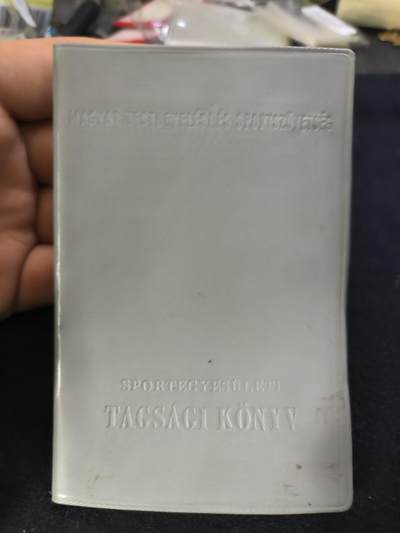 MAGYAR TESTNEVELÉSI ÉS SPORTSZÖVETSÉG
SPORTEGYESÜLETI
TAGSÁGI KÖNYV